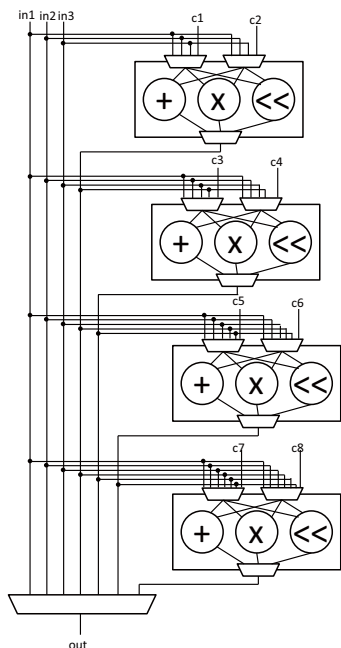 in1 in2 in3 c1 c2
+ x <<
c3 c4
+ x <<
c5 c6
+ x <<
c7 c8
+ x <<
out